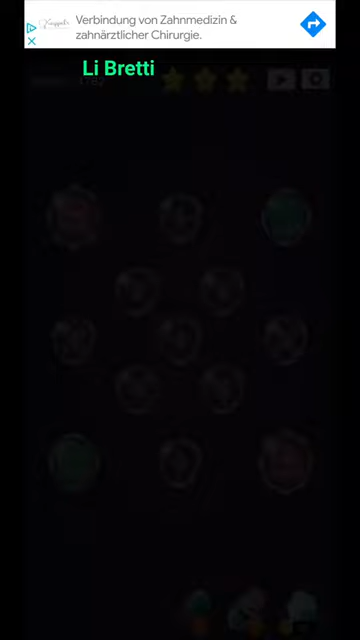 Verbindung von Zahnmedizin &
zahnärztlicher Chirurgie.
Li Bretti